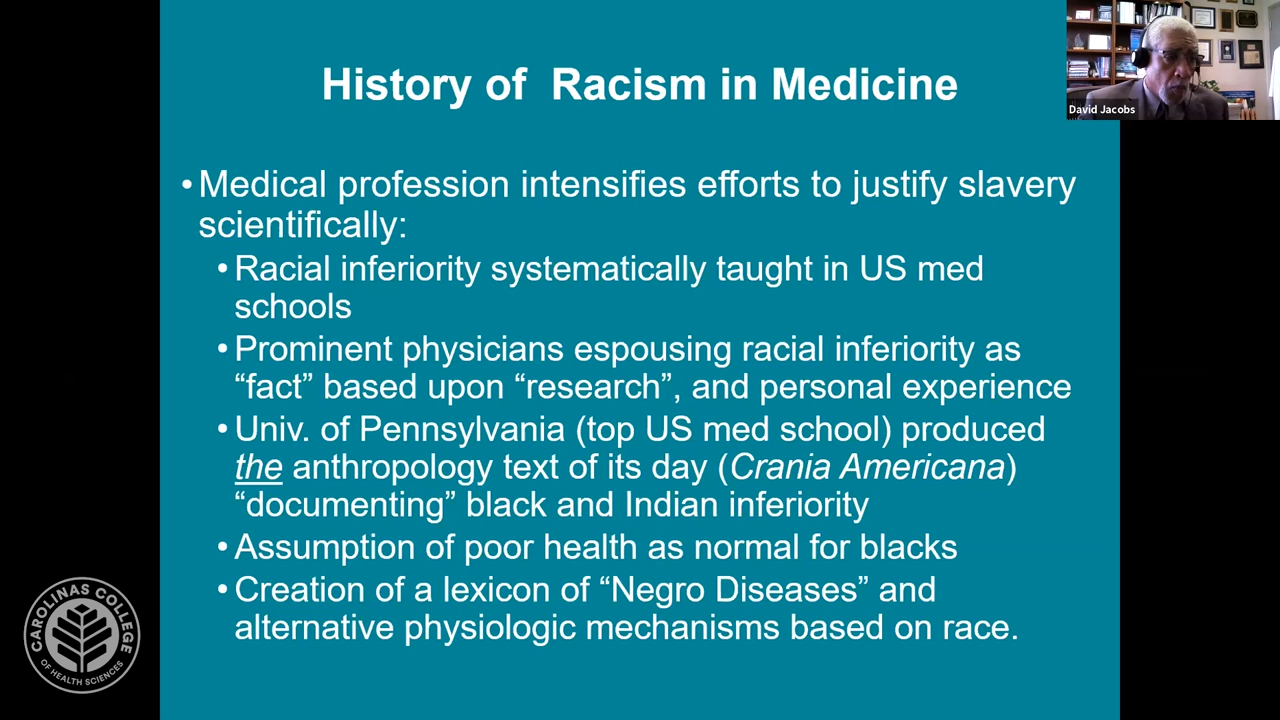 History of  Racism in Medicine
David Jacobs
• Medical profession intensifies efforts to justify slavery
scientifically:
• Racial inferiority systematically taught in US med
schools
• Prominent physicians espousing racial inferiority as
“fact” based upon “research”, and personal experience
• Univ. of Pennsylvania (top US med school) produced
the anthropology text of its day (Crania Americana)
“documenting” black and Indian inferiority
• Assumption of poor health as normal for blacks
• Creation of a lexicon of “Negro Diseases” and
alternative physiologic mechanisms based on race.
CAROLINAS COLLEGE
OF HEALTH SCIENCES